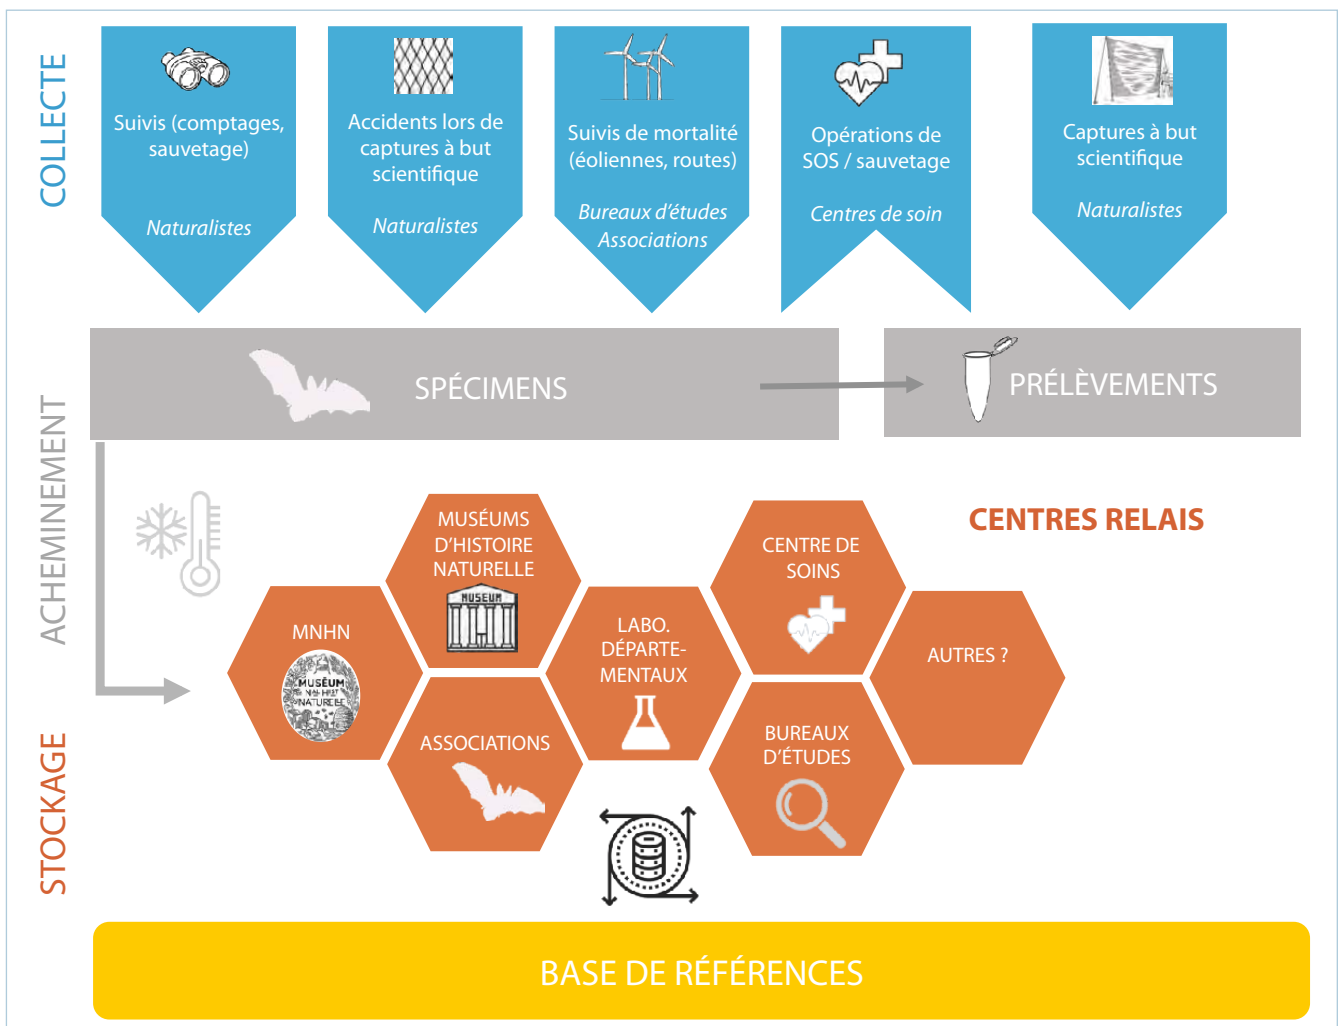 COLLECTE
Suivis (comptages,
sauvetage)
Naturalistes
Accidents lors de
captures à but
scientifique
Naturalistes
Suivis de mortalité
(éoliennes, routes)
Bureaux d'études
Associations
Opérations de
SOS / sauvetage
Centres de soin
Captures à but
scientifique
Naturalistes
ACHEMINEMENT
SPÉCIMENS
PRÉLÈVEMENTS
CENTRES RELAIS
STOCKAGE
MNHN
MUSÉUM
NATURELLE
MUSÉUMS
D'HISTOIRE
NATURELLE
MUSEUM
ASSOCIATIONS
LABO.
DÉPARTE-
MENTAUX
CENTRE DE
SOINS
BUREAUX
D'ÉTUDES
AUTRES ?
BASE DE RÉFÉRENCES